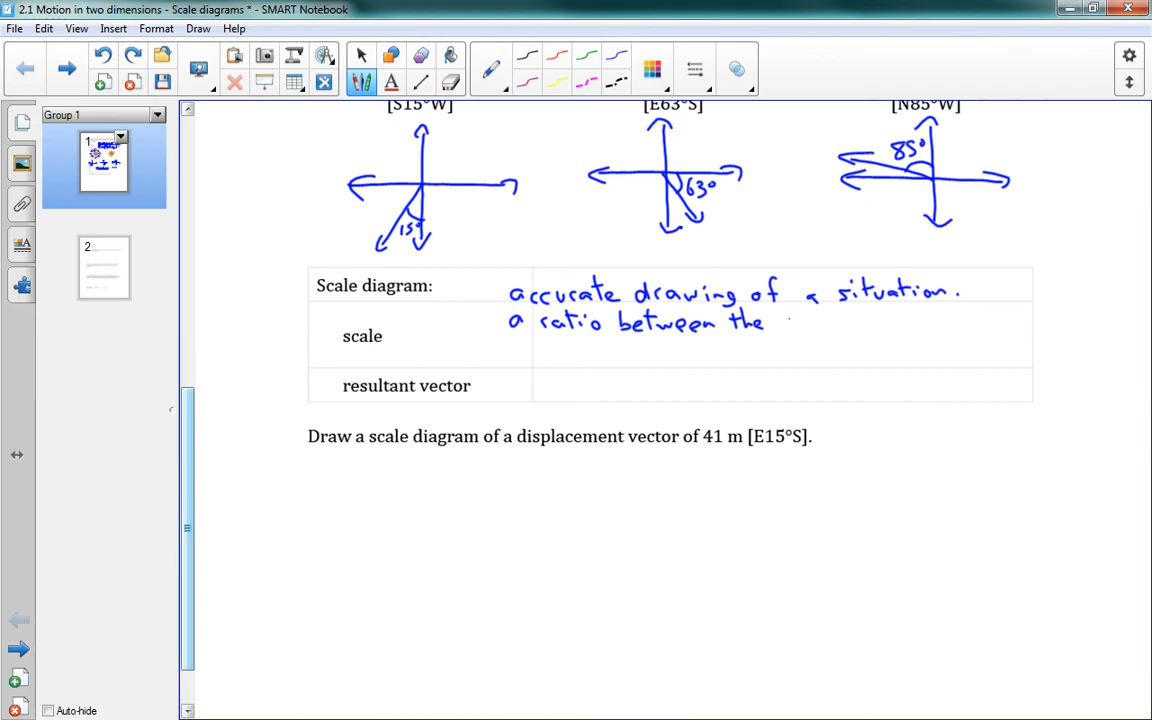 2.1 Motion in two dimensions - Scale diagrams * - SMART Notebook
File Edit View Insert Format Draw Help
Group 1
1
2
[S15°W] [E63°S] [N85°W]
15°
63°
85°
Scale diagram: accurate drawing of a situation.
scale a ratio between the
resultant vector
Draw a scale diagram of a displacement vector of 41 m [E15°S].
Auto-hide